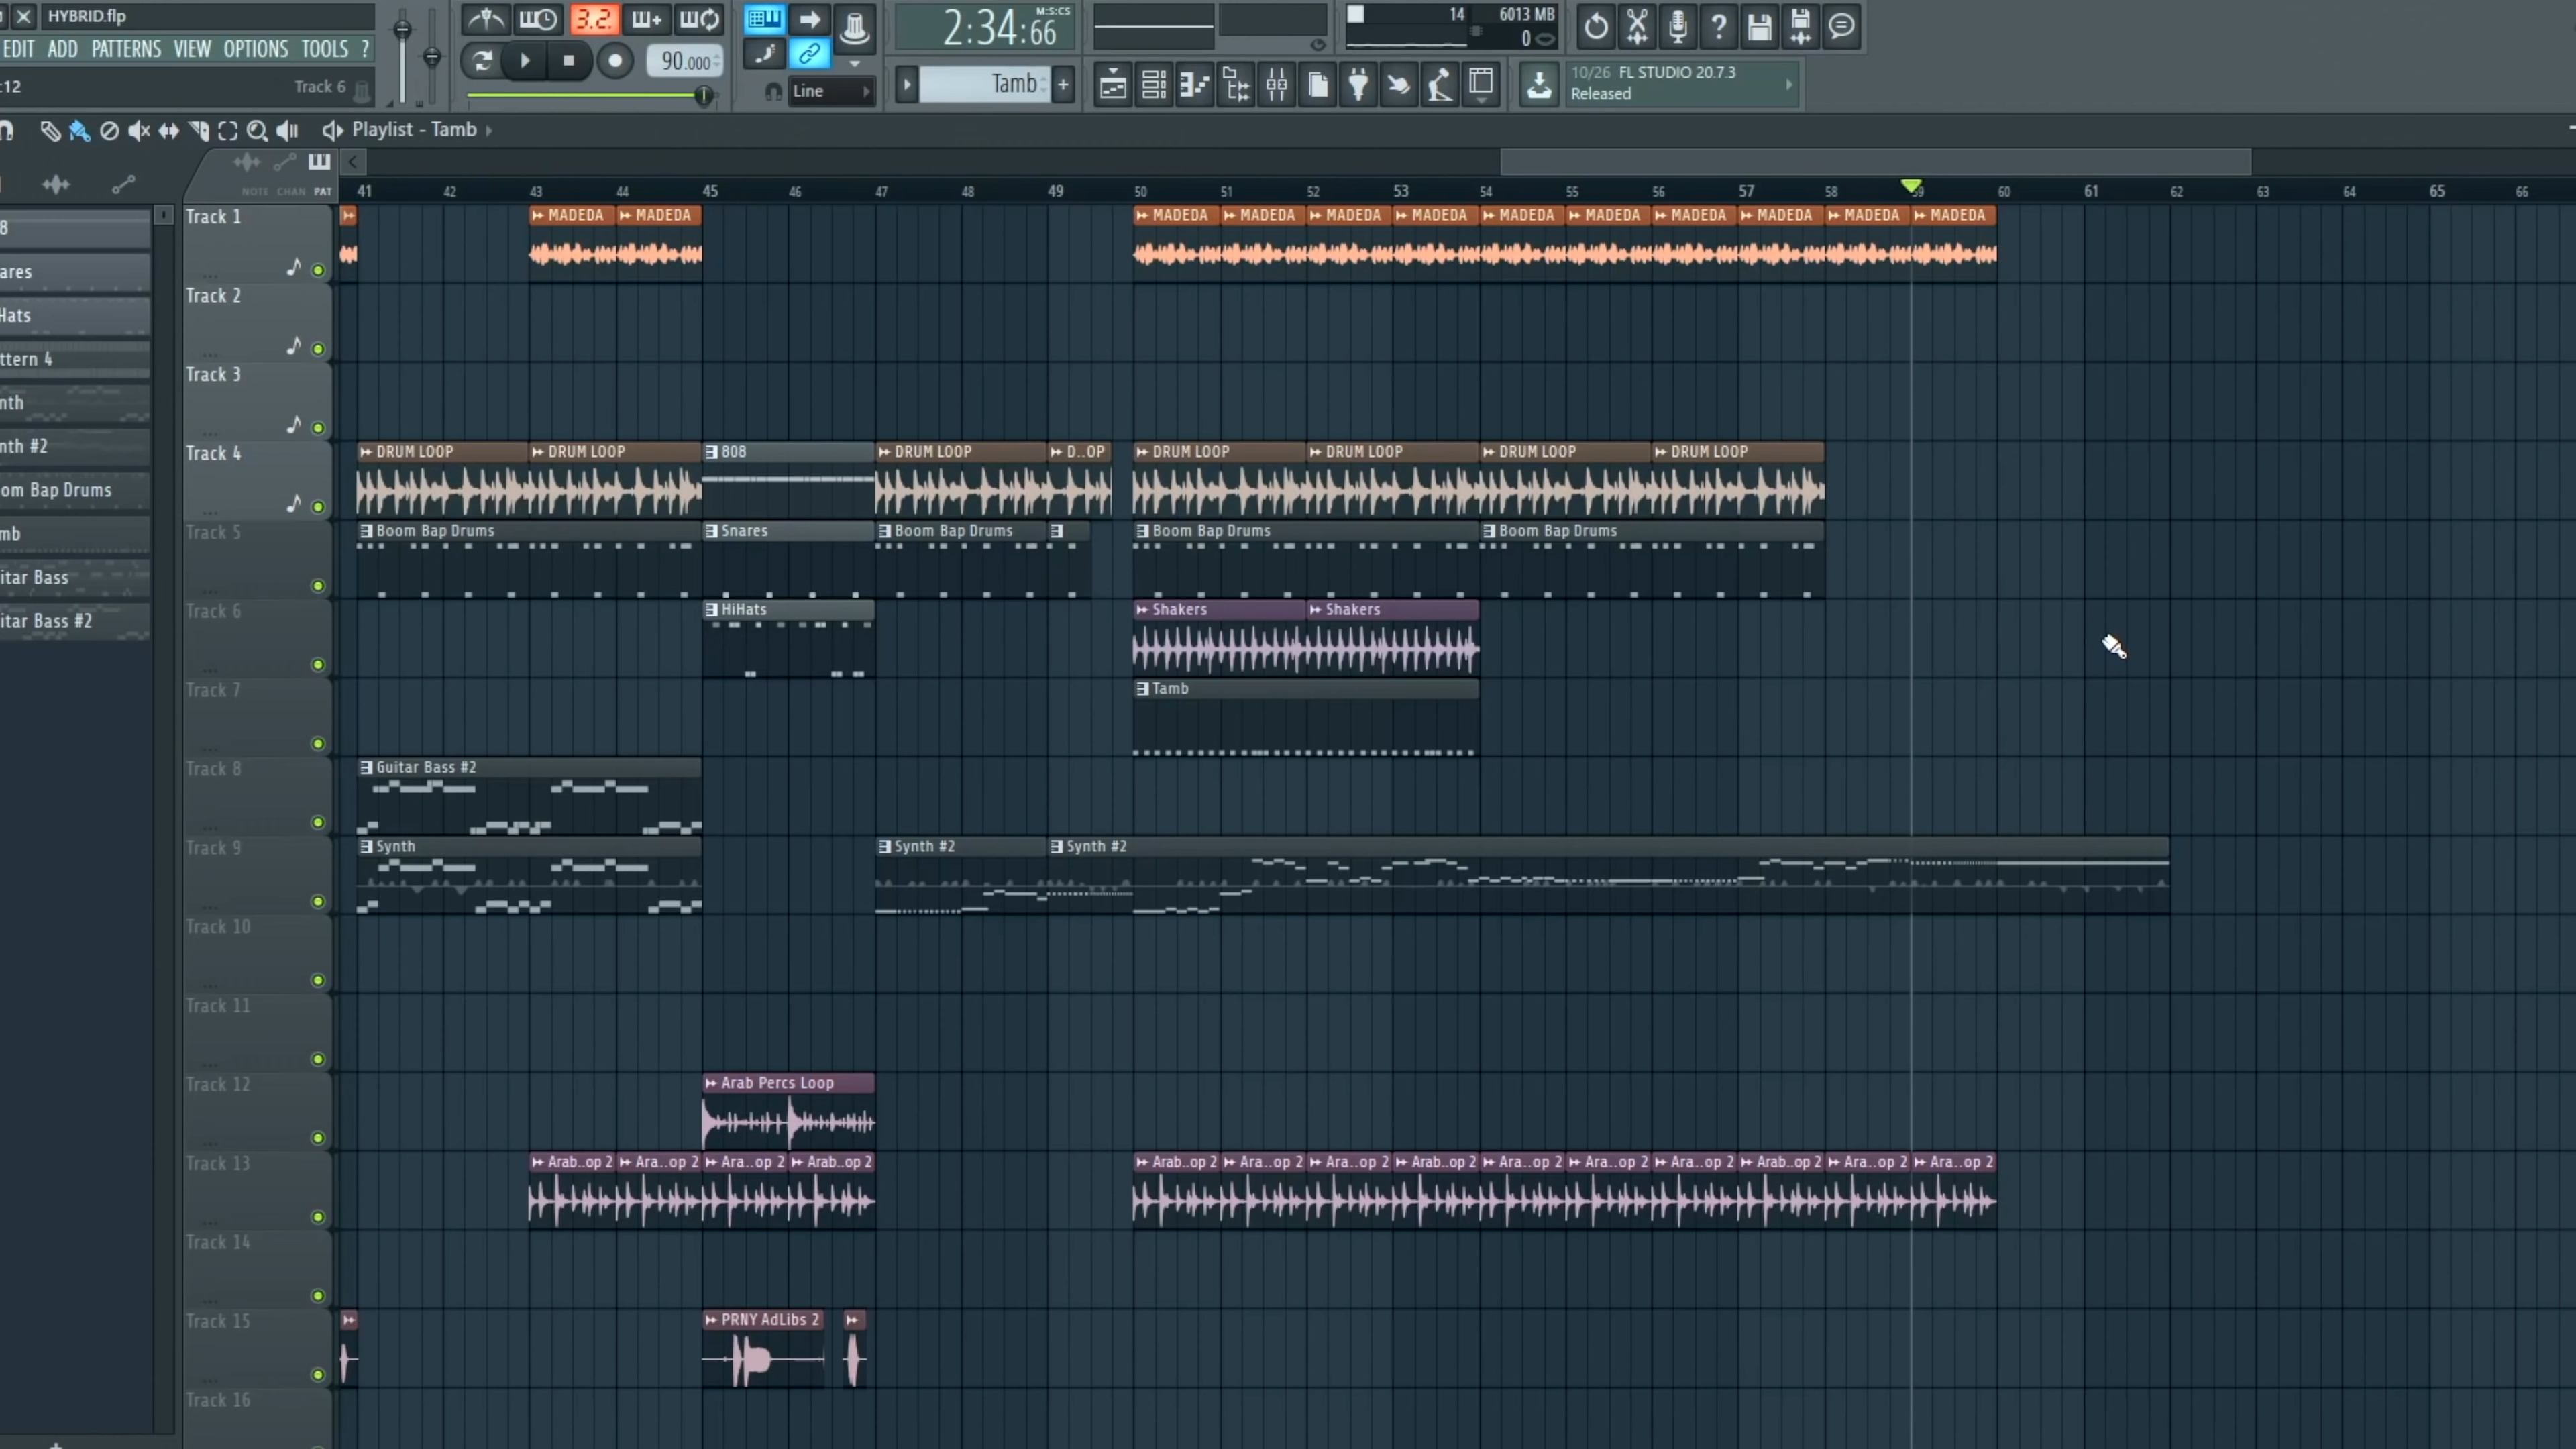 HYBRID.flp
3.2.
M:S:CS
2:34:66
14
6013 MB
0
EDIT ADD PATTERNS VIEW OPTIONS TOOLS ?
90.000
:12
Track 6
Line
Tamb
+
10/26 FL STUDIO 20.7.3
Released
Playlist - Tamb
NOTE CHAN PAT
41 42 43 44 45 46 47 48 49 50 51 52 53 54 55 56 57 58 59 60 61 62 63 64 65 66
8
ares
Hats
ttern 4
nth
nth #2
om Bap Drums
mb
itar Bass
itar Bass #2
Track 1
MADEDA MADEDA MADEDA MADEDA MADEDA MADEDA MADEDA MADEDA MADEDA MADEDA MADEDA MADEDA
Track 2
Track 3
Track 4
DRUM LOOP DRUM LOOP 808 DRUM LOOP D..OP DRUM LOOP DRUM LOOP DRUM LOOP DRUM LOOP
Track 5
Boom Bap Drums Snares Boom Bap Drums Boom Bap Drums Boom Bap Drums
Track 6
HiHats Shakers Shakers
Track 7
Tamb
Track 8
Guitar Bass #2
Track 9
Synth Synth #2 Synth #2
Track 10
Track 11
Track 12
Arab Percs Loop
Track 13
Arab..op 2 Ara..op 2 Ara..op 2 Arab..op 2 Arab..op 2 Ara..op 2 Ara..op 2 Arab..op 2 Ara..op 2 Ara..op 2 Ara..op 2 Arab..op 2 Ara..op 2 Ara..op 2
Track 14
Track 15
PRNY AdLibs 2
Track 16